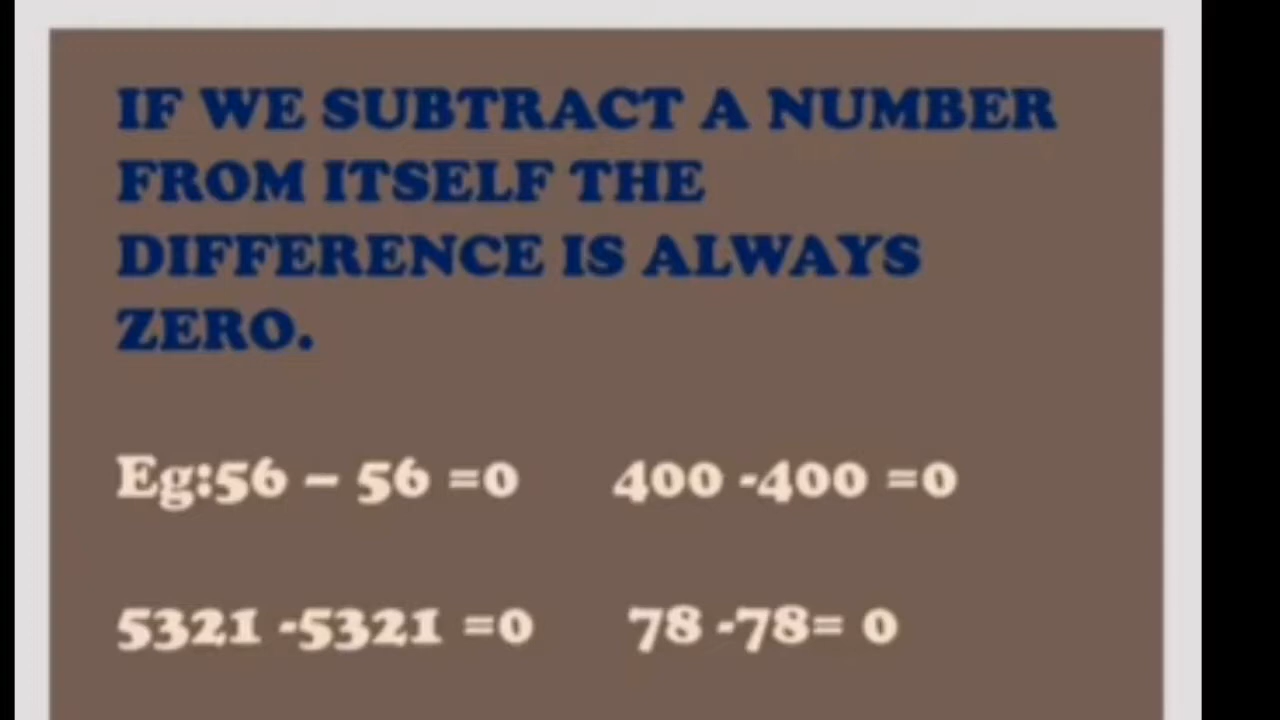 IF WE SUBTRACT A NUMBER
FROM ITSELF THE
DIFFERENCE IS ALWAYS
ZERO.
Eg:56 – 56 =0 400 -400 =0
5321 -5321 =0 78 -78= 0